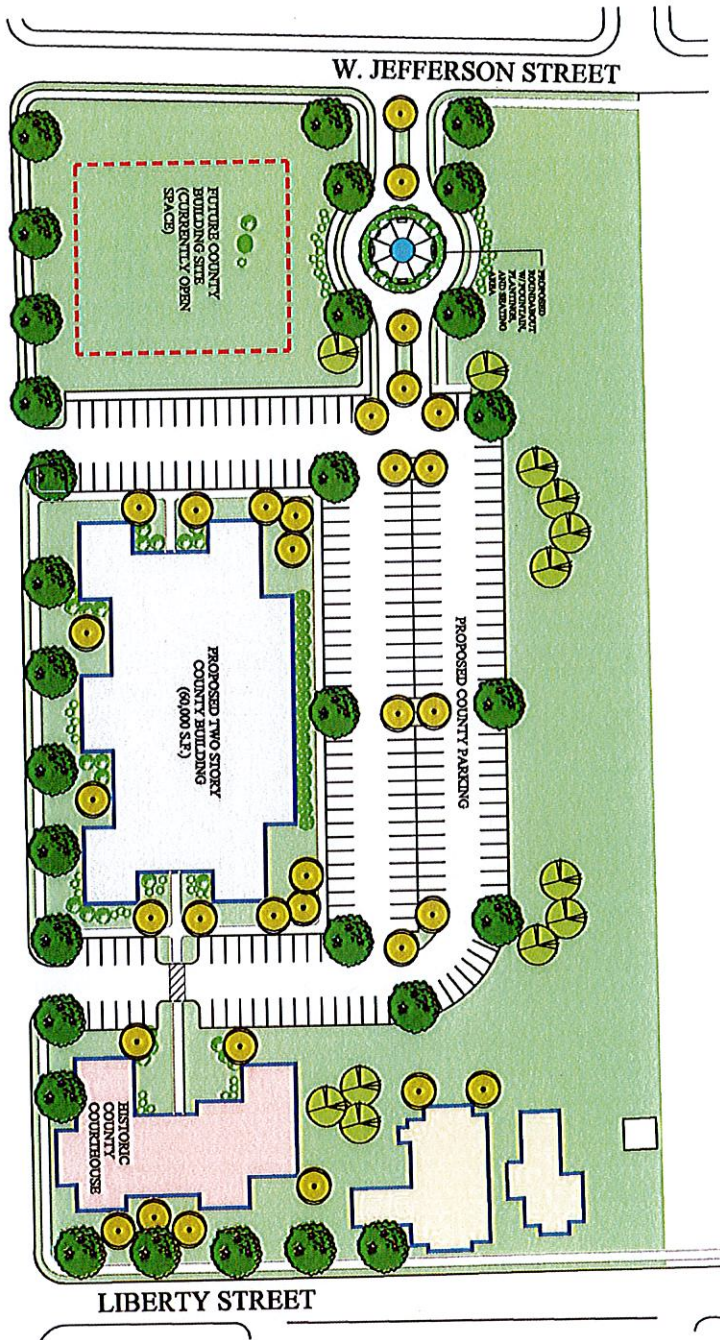 W. JEFFERSON STREET
FUTURE COUNTY
BUILDING SITE
(CURRENTLY OPEN
SPACE)
PROPOSED
ROUNDABOUT
W/FOUNTAIN,
PLANTINGS,
AND SEATING
AREA
PROPOSED COUNTY PARKING
PROPOSED TWO STORY
COUNTY BUILDING
(60,000 S.F.)
HISTORIC
COUNTY
COURTHOUSE
LIBERTY STREET